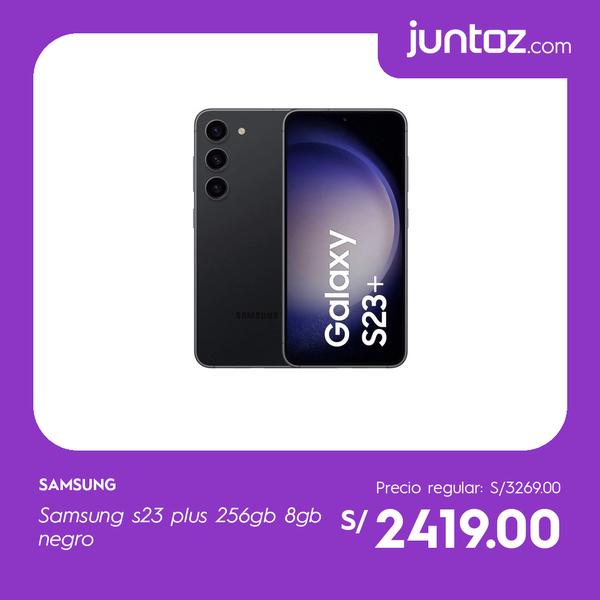 juntoz.com
SAMSUNG
Galaxy
S23+
SAMSUNG
Samsung s23 plus 256gb 8gb
negro
Precio regular: S/3269.00
S/ 2419.00